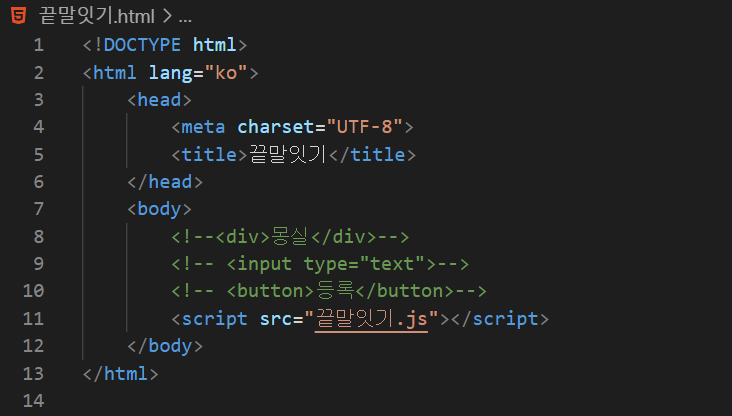 끝말잇기.html > ...
1 <!DOCTYPE html>
2 <html lang="ko">
3 <head>
4 <meta charset="UTF-8">
5 <title>끝말잇기</title>
6 </head>
7 <body>
8 <!--<div>몽실</div>-->
9 <!-- <input type="text">-->
10 <!-- <button>등록</button>-->
11 <script src="끝말잇기.js"></script>
12 </body>
13 </html>
14